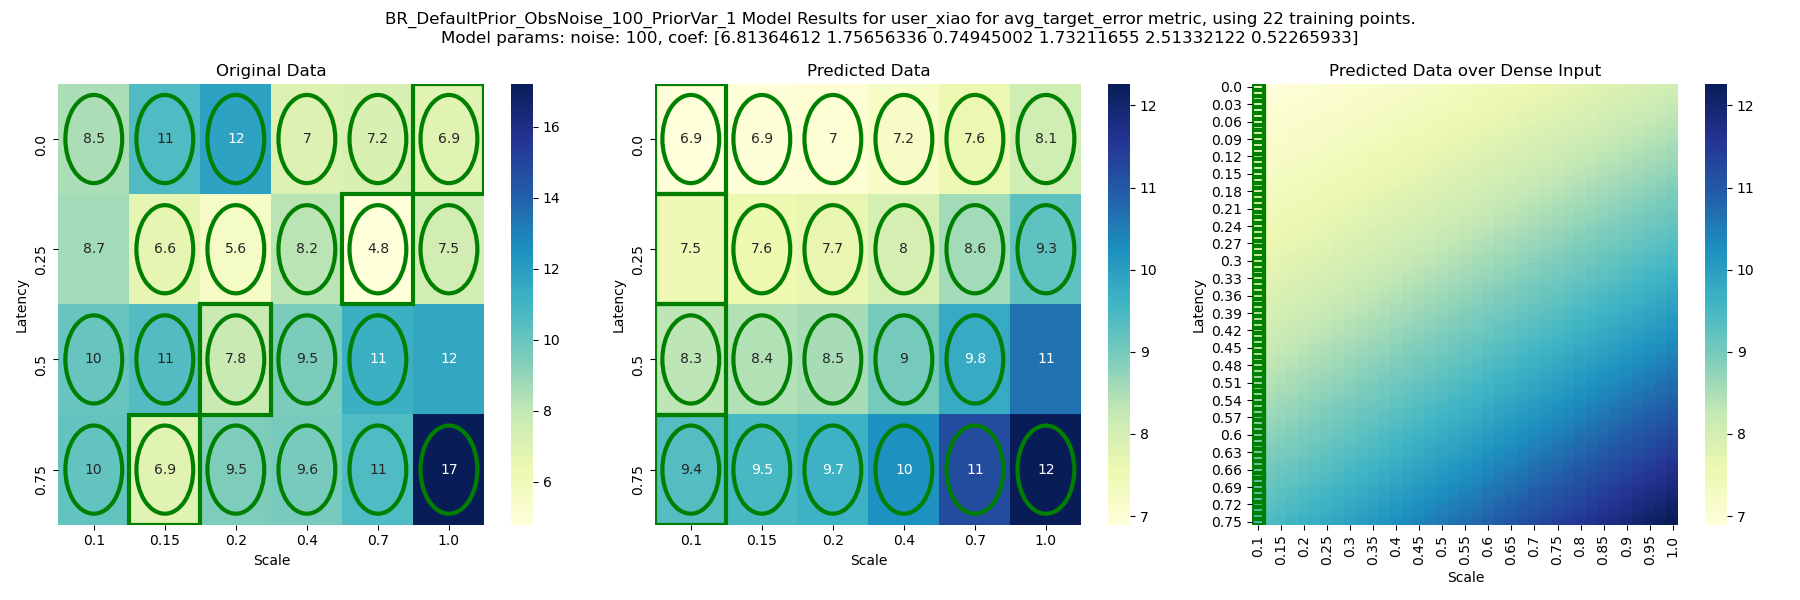 BR_DefaultPrior_ObsNoise_100_PriorVar_1 Model Results for user_xiao for avg_target_error metric, using 22 training points.
Model params: noise: 100, coef: [6.81364612 1.75656336 0.74945002 1.73211655 2.51332122 0.52265933]
Original Data
0.0 8.5 11 12 7 7.2 6.9
0.25 8.7 6.6 5.6 8.2 4.8 7.5
0.5 10 11 7.8 9.5 11 12
0.75 10 6.9 9.5 9.6 11 17
0.1 0.15 0.2 0.4 0.7 1.0
Scale
Latency
16
14
12
10
8
6
Predicted Data
0.0 6.9 6.9 7 7.2 7.6 8.1
0.25 7.5 7.6 7.7 8 8.6 9.3
0.5 8.3 8.4 8.5 9 9.8 11
0.75 9.4 9.5 9.7 10 11 12
0.1 0.15 0.2 0.4 0.7 1.0
Scale
Latency
12
11
10
9
8
7
Predicted Data over Dense Input
0.0
0.03
0.06
0.09
0.12
0.15
0.18
0.21
0.24
0.27
0.3
0.33
0.36
0.39
0.42
0.45
0.48
0.51
0.54
0.57
0.6
0.63
0.66
0.69
0.72
0.75
0.1 0.15 0.2 0.25 0.3 0.35 0.4 0.45 0.5 0.55 0.6 0.65 0.7 0.75 0.8 0.85 0.9 0.95 1.0
Scale
Latency
12
11
10
9
8
7